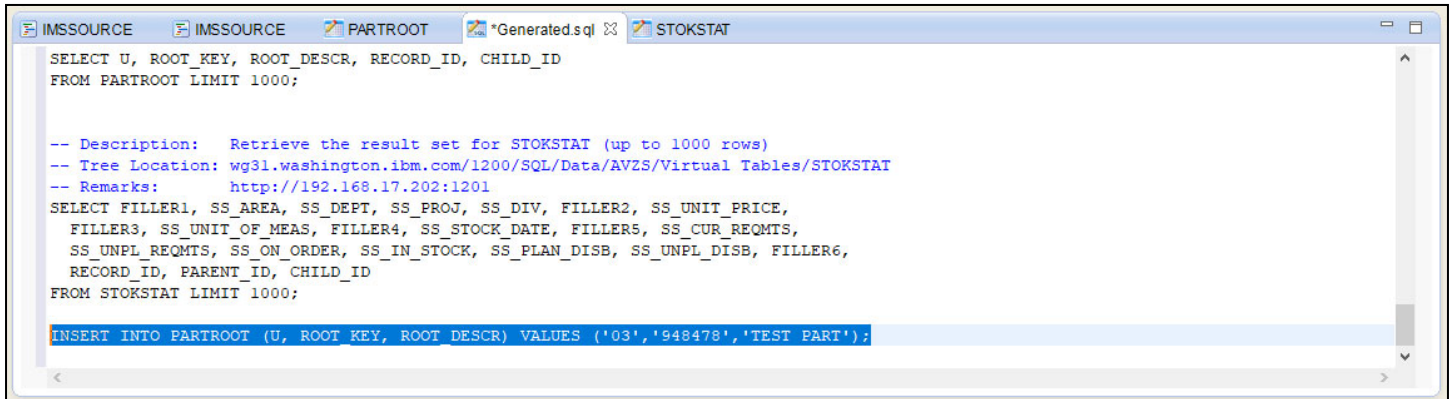 IMSSOURCE IMSSOURCE PARTROOT *Generated.sql STOKSTAT
SELECT U, ROOT_KEY, ROOT_DESCR, RECORD_ID, CHILD_ID
FROM PARTROOT LIMIT 1000;
-- Description: Retrieve the result set for STOKSTAT (up to 1000 rows)
-- Tree Location: wg31.washington.ibm.com/1200/SQL/Data/AVZS/Virtual Tables/STOKSTAT
-- Remarks: http://192.168.17.202:1201
SELECT FILLER1, SS_AREA, SS_DEPT, SS_PROJ, SS_DIV, FILLER2, SS_UNIT_PRICE,
FILLER3, SS_UNIT_OF_MEAS, FILLER4, SS_STOCK_DATE, FILLER5, SS_CUR_REQMTS,
SS_UNPL_REQMTS, SS_ON_ORDER, SS_IN_STOCK, SS_PLAN_DISB, SS_UNPL_DISB, FILLER6,
RECORD_ID, PARENT_ID, CHILD_ID
FROM STOKSTAT LIMIT 1000;
INSERT INTO PARTROOT (U, ROOT_KEY, ROOT_DESCR) VALUES ('03','948478','TEST PART');